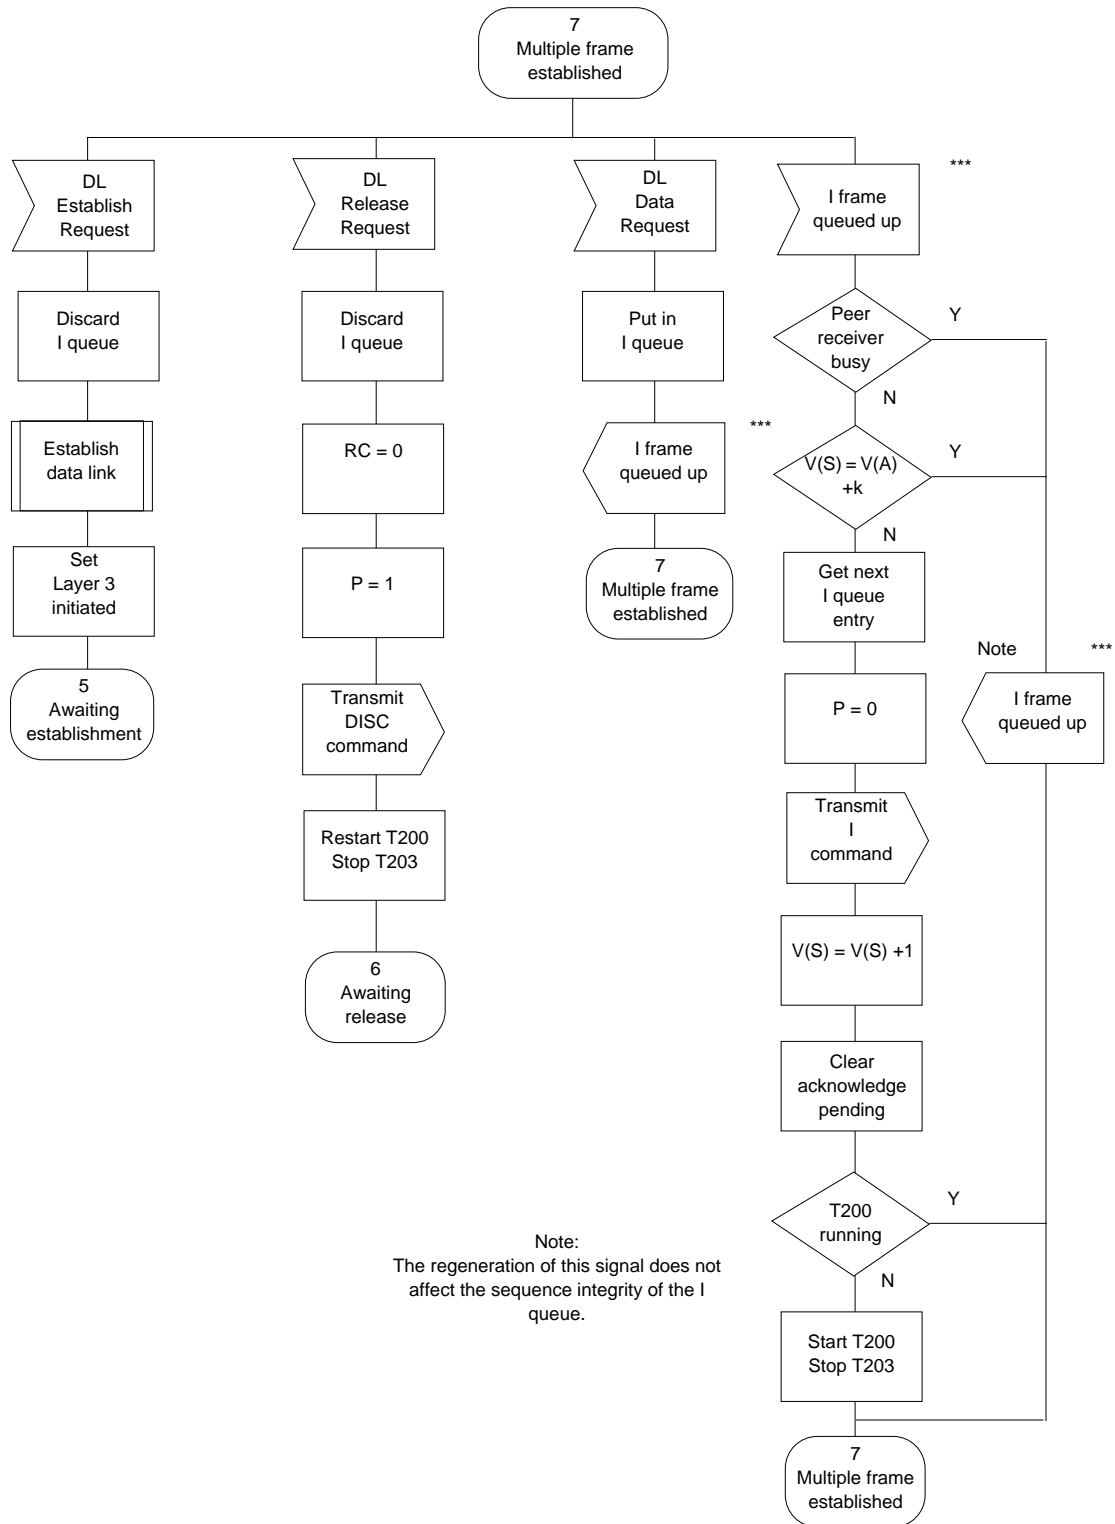 7
Multiple frame
established
DL
Establish
Request
DL
Release
Request
DL
Data
Request
I frame
queued up
***
Discard
I queue
Discard
I queue
Put in
I queue
Peer
receiver
busy
Y
N
Establish
data link
RC = 0
I frame
queued up
***
V(S) = V(A)
+k
Y
N
Set
Layer 3
initiated
P = 1
7
Multiple frame
established
Get next
I queue
entry
5
Awaiting
establishment
Transmit
DISC
command
P = 0
Note
***
I frame
queued up
Restart T200
Stop T203
Transmit
I
command
6
Awaiting
release
V(S) = V(S) +1
Clear
acknowledge
pending
T200
running
Y
N
Note:
The regeneration of this signal does not
affect the sequence integrity of the I
queue.
Start T200
Stop T203
7
Multiple frame
established